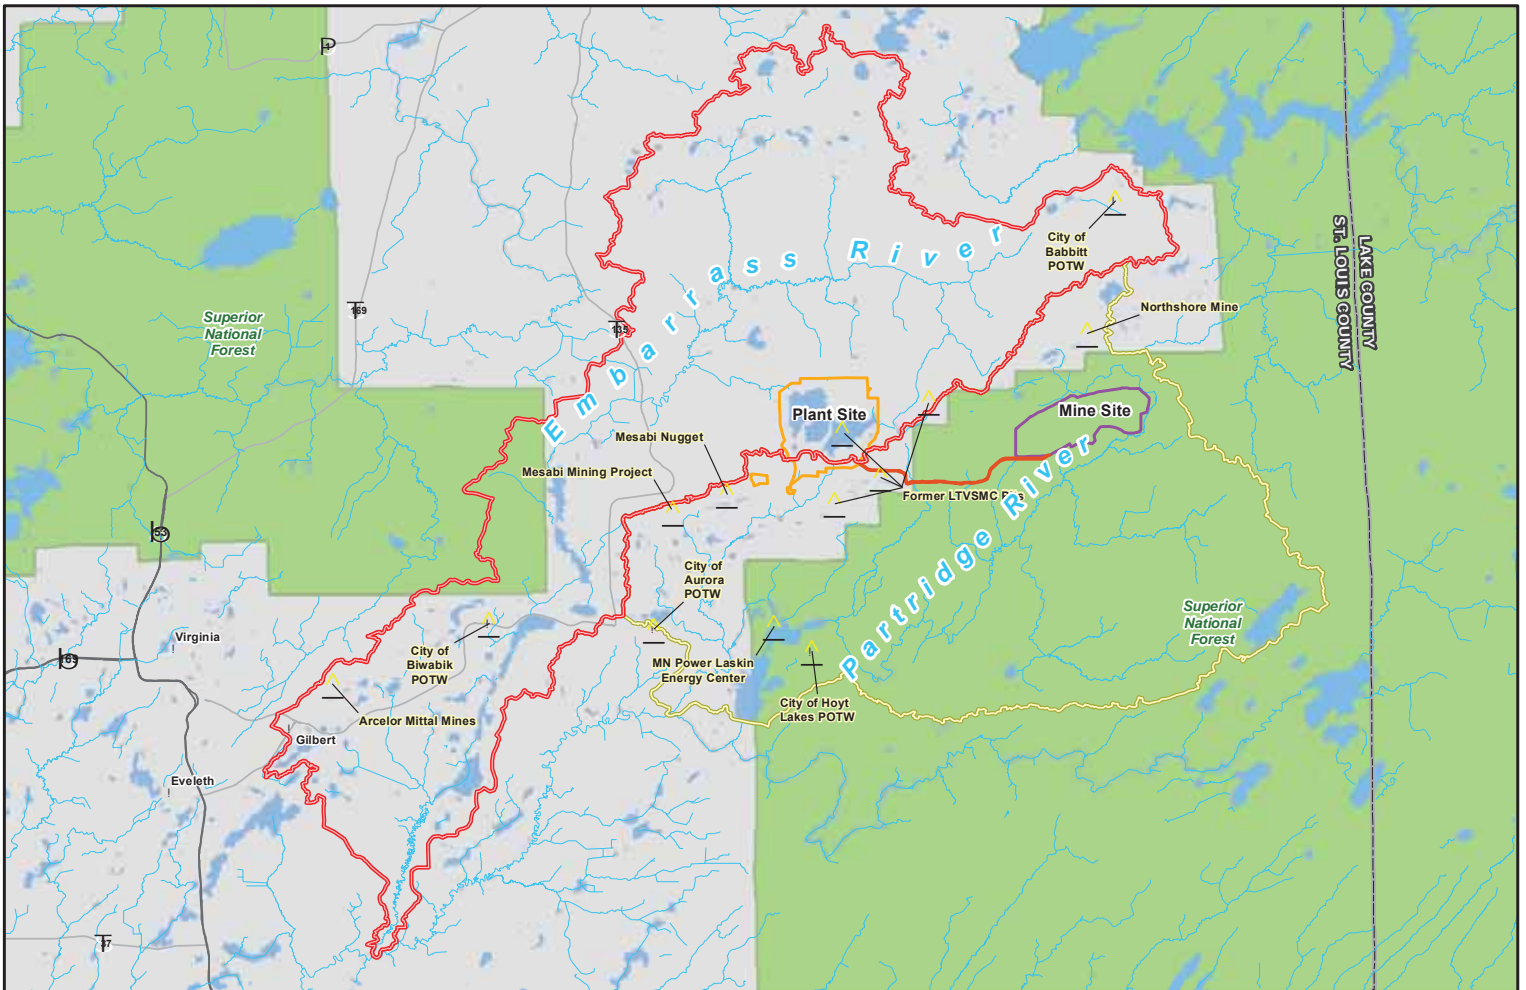 169
Superior
National
Forest
135
Embarrass River
City of
Babbitt
POTW
Northshore Mine
LAKE COUNTY
ST. LOUIS COUNTY
Plant Site
Mine Site
Mesabi Nugget
Mesabi Mining Project
Former LTVSMC Pits
Partridge River
53
City of
Aurora
POTW
Superior
National
Forest
Virginia
169
City of
Biwabik
POTW
MN Power Laskin
Energy Center
City of Hoyt
Lakes POTW
Arcelor Mittal Mines
Gilbert
Eveleth
37